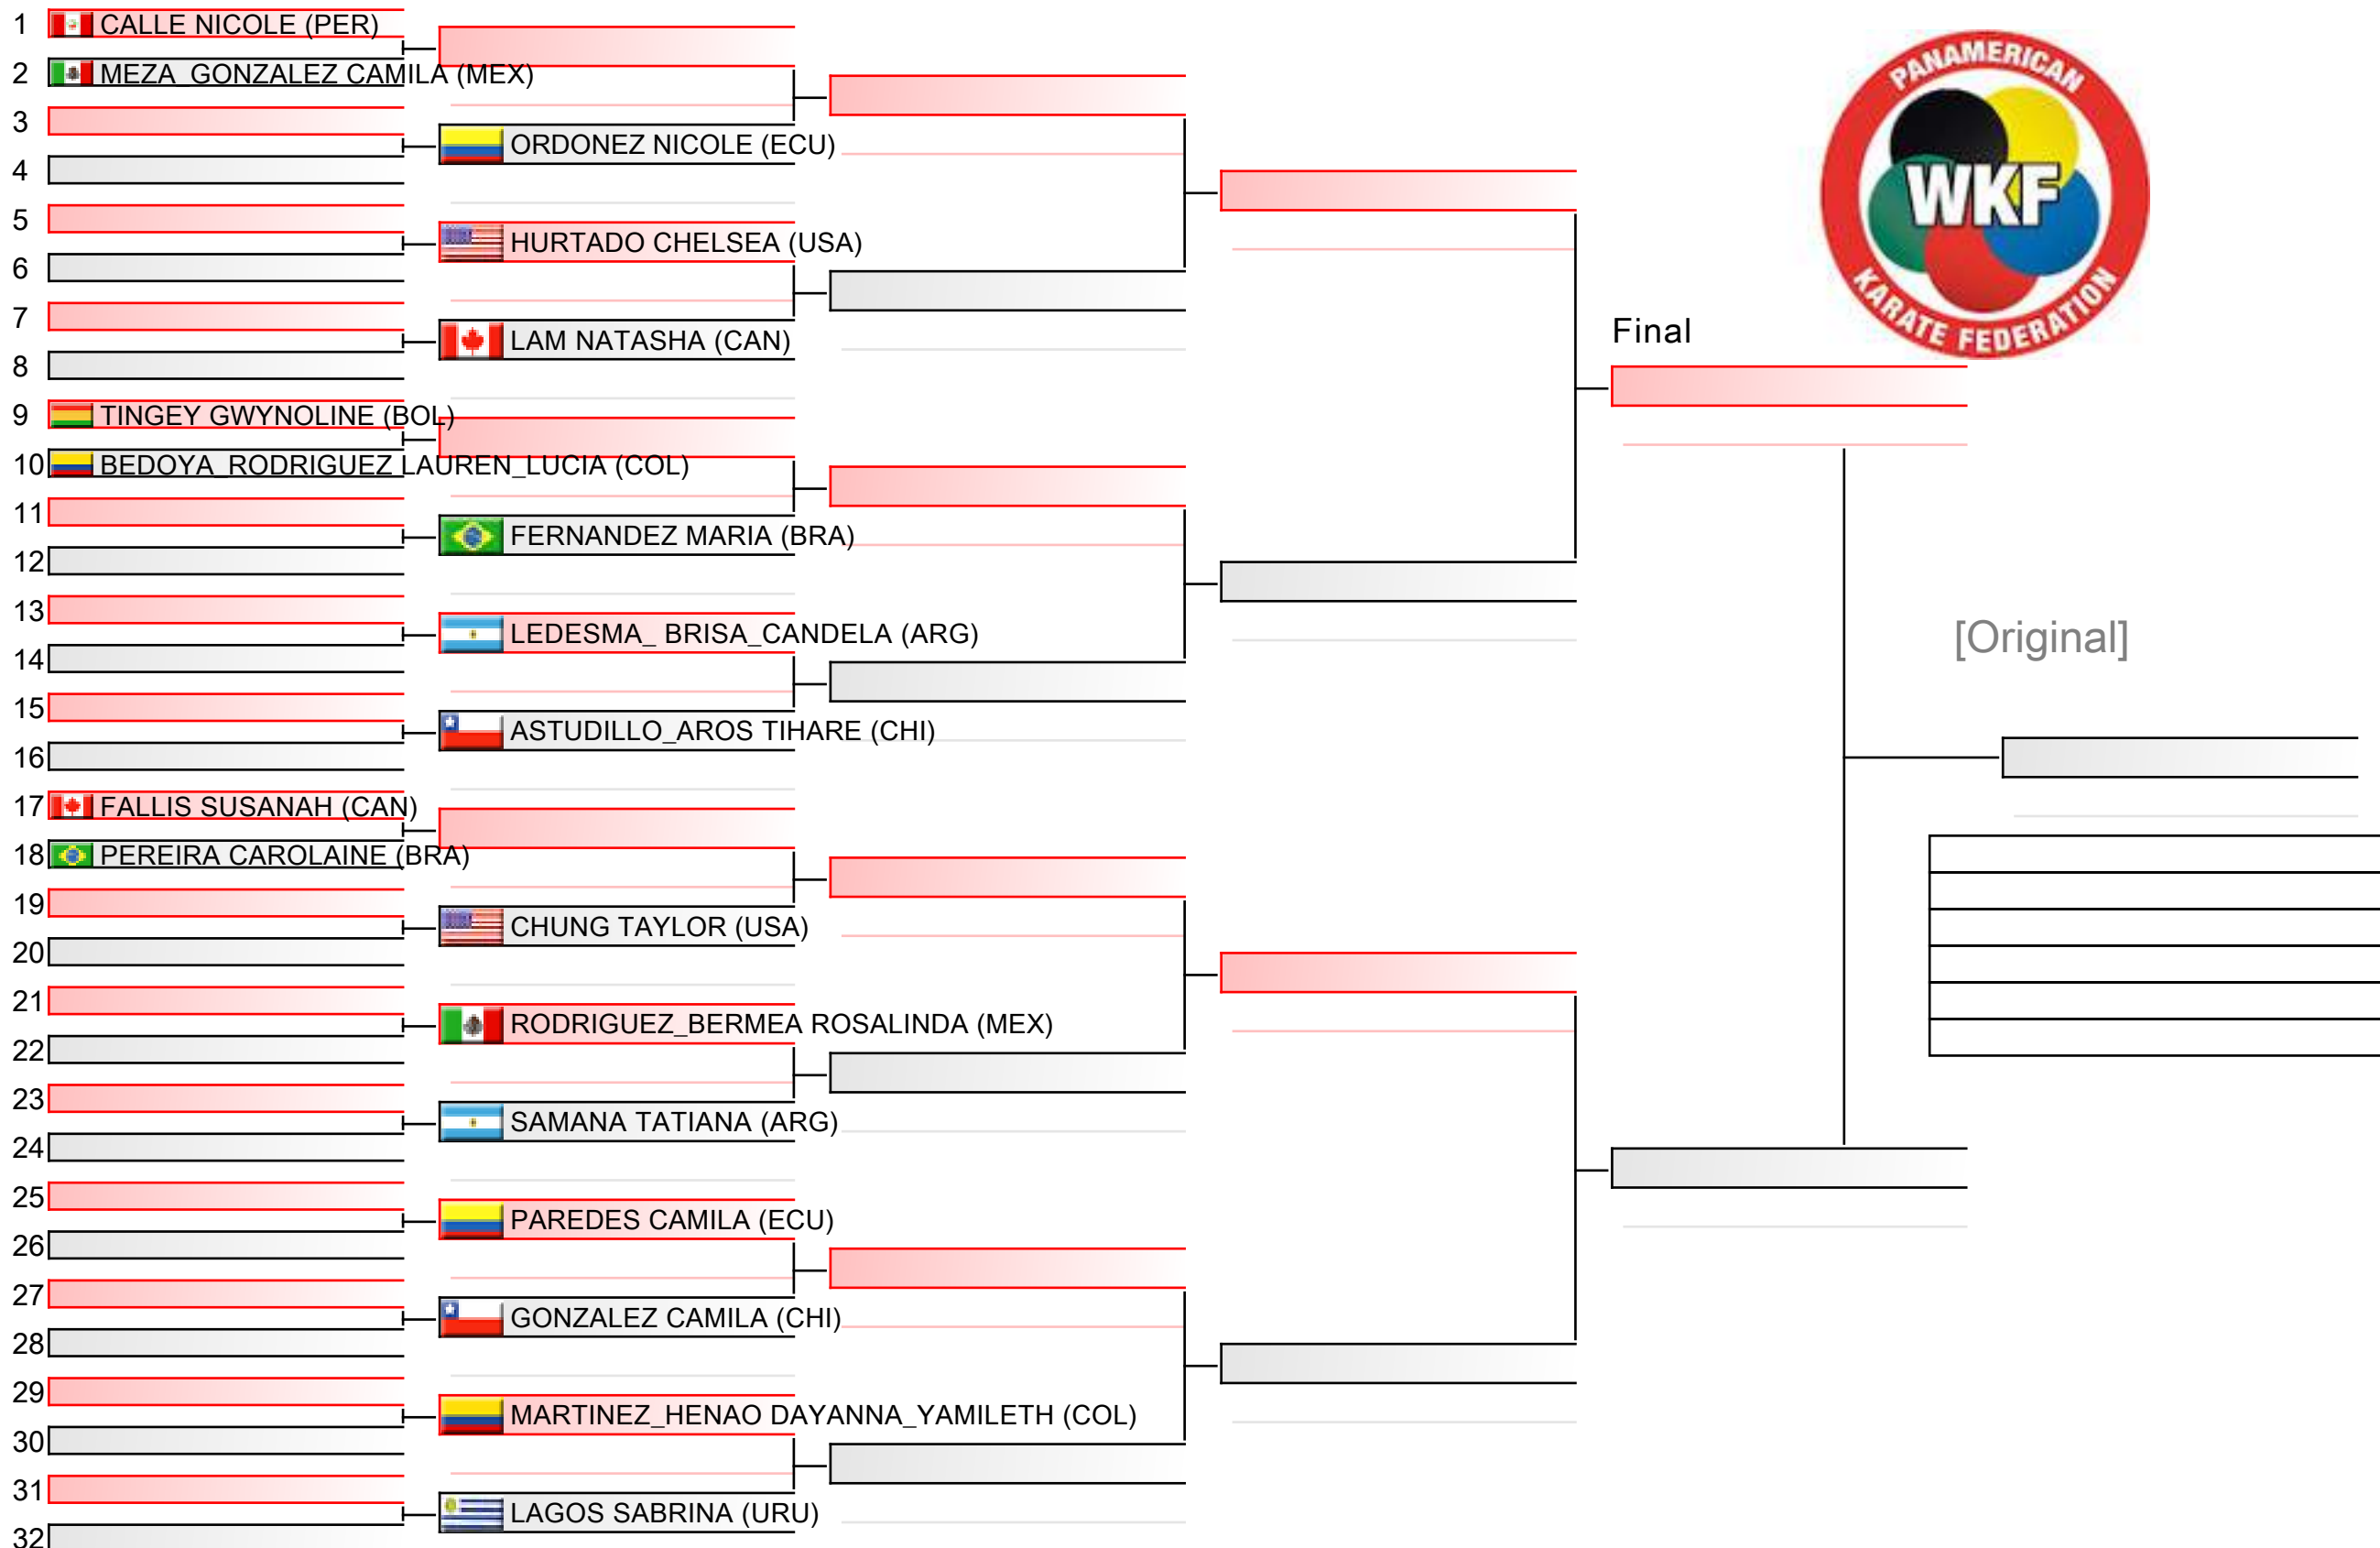 1 CALLE NICOLE (PER)
2 MEZA_GONZALEZ CAMILA (MEX)
3
ORDONEZ NICOLE (ECU)
4
5
HURTADO CHELSEA (USA)
6
7
LAM NATASHA (CAN)
8
9 TINGEY GWYNOLINE (BOL)
10 BEDOYA_RODRIGUEZ LAUREN_LUCIA (COL)
11
FERNANDEZ MARIA (BRA)
12
13
LEDESMA_ BRISA_CANDELA (ARG)
14
15
ASTUDILLO_AROS TIHARE (CHI)
16
17 FALLIS SUSANAH (CAN)
18 PEREIRA CAROLAINE (BRA)
19
CHUNG TAYLOR (USA)
20
21
RODRIGUEZ_BERMEA ROSALINDA (MEX)
22
23
SAMANA TATIANA (ARG)
24
25
PAREDES CAMILA (ECU)
26
27
GONZALEZ CAMILA (CHI)
28
29
MARTINEZ_HENAO DAYANNA_YAMILETH (COL)
30
31
LAGOS SABRINA (URU)
32
Final
PANAMERICAN
WKF
KARATE FEDERATION
[Original]